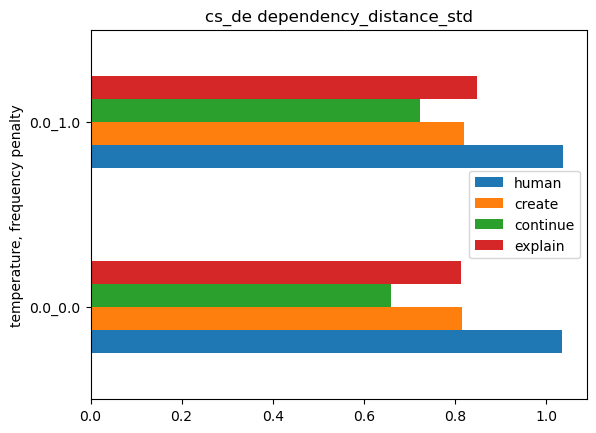 cs_de dependency_distance_std
temperature, frequency penalty
0.0_1.0
0.0_0.0
human
create
continue
explain
0.0 0.2 0.4 0.6 0.8 1.0